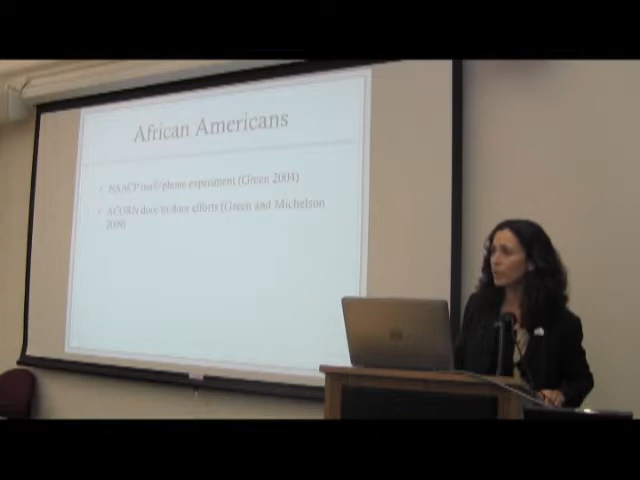 African Americans
• NAACP mail/phone experiment (Green 2004)
• ACORN door to door efforts (Green and Michelson
2009)